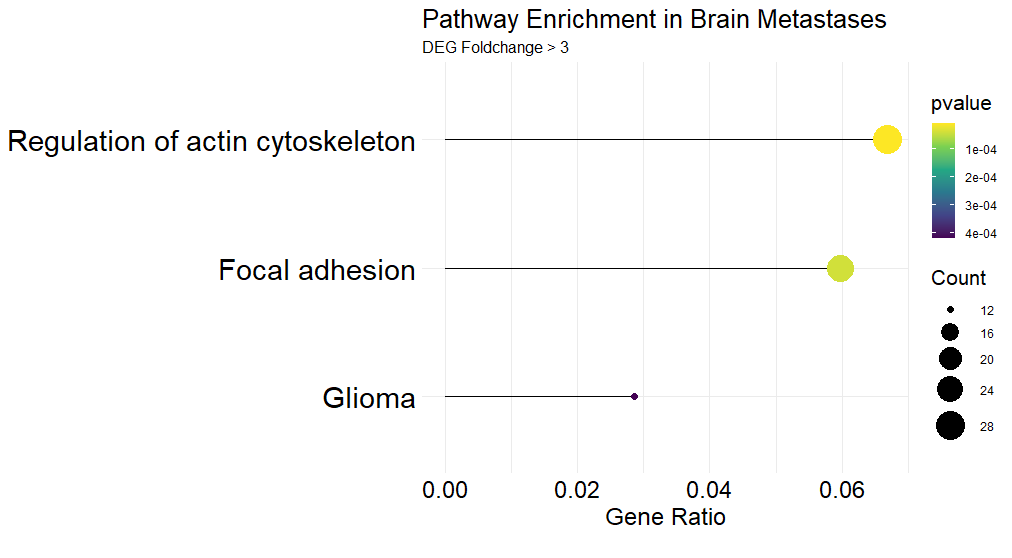 Pathway Enrichment in Brain Metastases
DEG Foldchange > 3
Regulation of actin cytoskeleton
Focal adhesion
Glioma
0.00
0.02
0.04
0.06
Gene Ratio
pvalue
1e-04
2e-04
3e-04
4e-04
Count
12
16
20
24
28